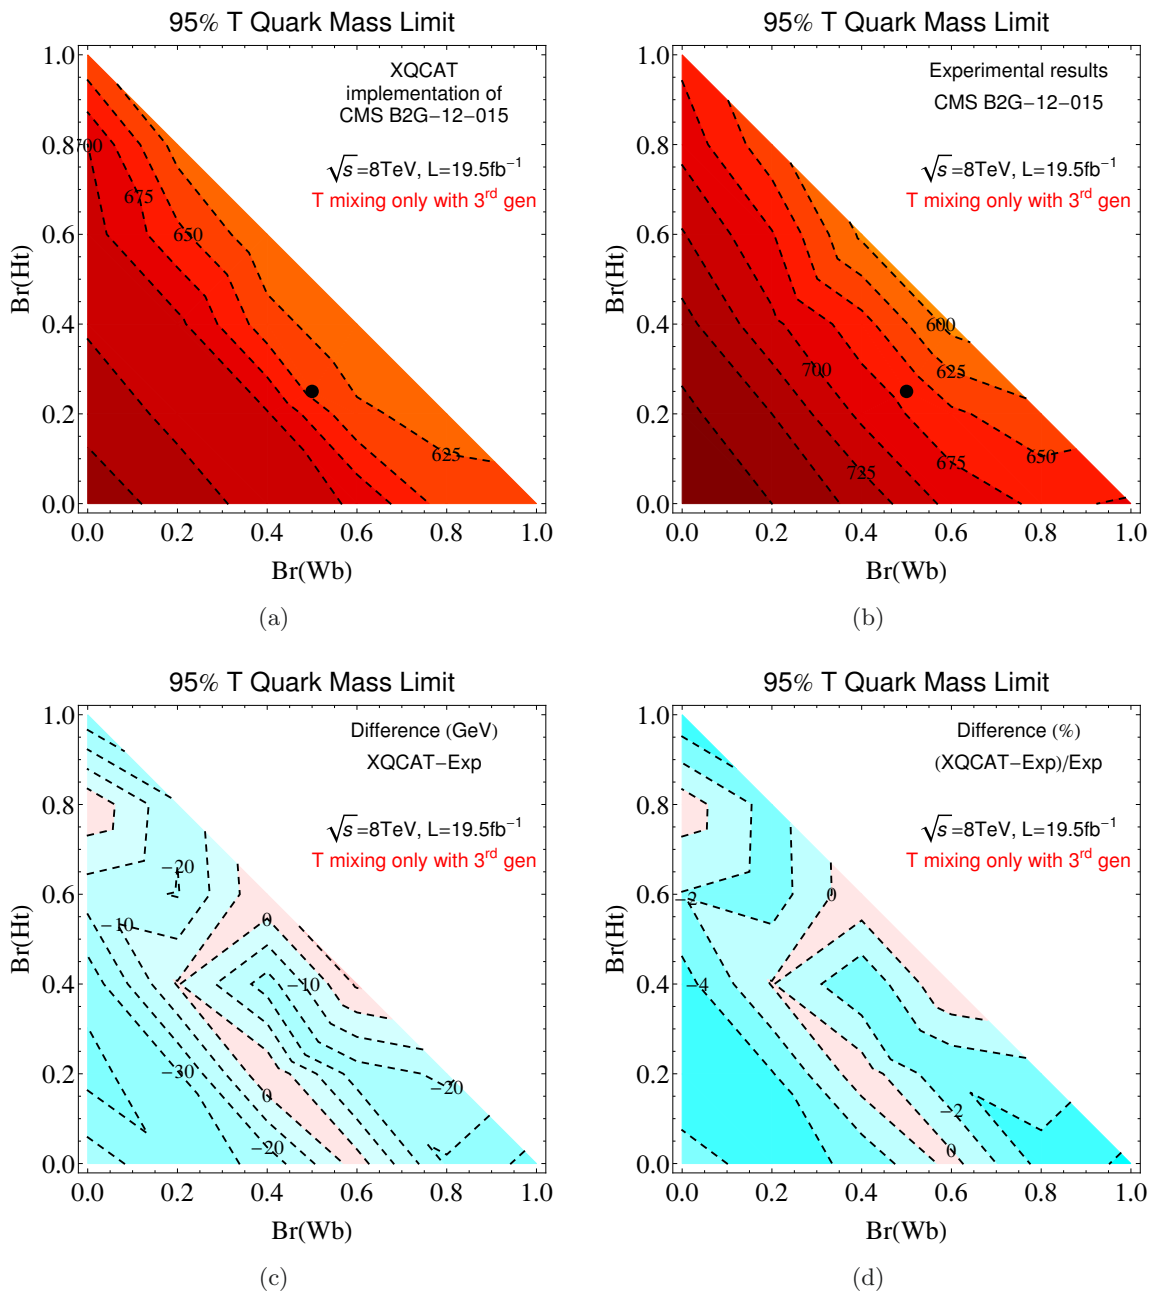 95% T Quark Mass Limit
XQCAT
implementation of
CMS B2G−12−015
√s=8TeV, L=19.5fb⁻¹
T mixing only with 3rd gen
1.0
0.8
0.6
0.4
0.2
0.0
Br(Ht)
700
675
650
625
0.0 0.2 0.4 0.6 0.8 1.0
Br(Wb)
(a)
95% T Quark Mass Limit
Experimental results
CMS B2G−12−015
√s=8TeV, L=19.5fb⁻¹
T mixing only with 3rd gen
1.0
0.8
0.6
0.4
0.2
0.0
Br(Ht)
600
625
700
650
675
725
0.0 0.2 0.4 0.6 0.8 1.0
Br(Wb)
(b)
95% T Quark Mass Limit
Difference (GeV)
XQCAT−Exp
√s=8TeV, L=19.5fb⁻¹
T mixing only with 3rd gen
1.0
0.8
0.6
0.4
0.2
0.0
Br(Ht)
−20
0
−10
−10
−30
−20
0
−20
0.0 0.2 0.4 0.6 0.8 1.0
Br(Wb)
(c)
95% T Quark Mass Limit
Difference (%)
(XQCAT−Exp)/Exp
√s=8TeV, L=19.5fb⁻¹
T mixing only with 3rd gen
1.0
0.8
0.6
0.4
0.2
0.0
Br(Ht)
−2
0
−4
−2
0
0.0 0.2 0.4 0.6 0.8 1.0
Br(Wb)
(d)